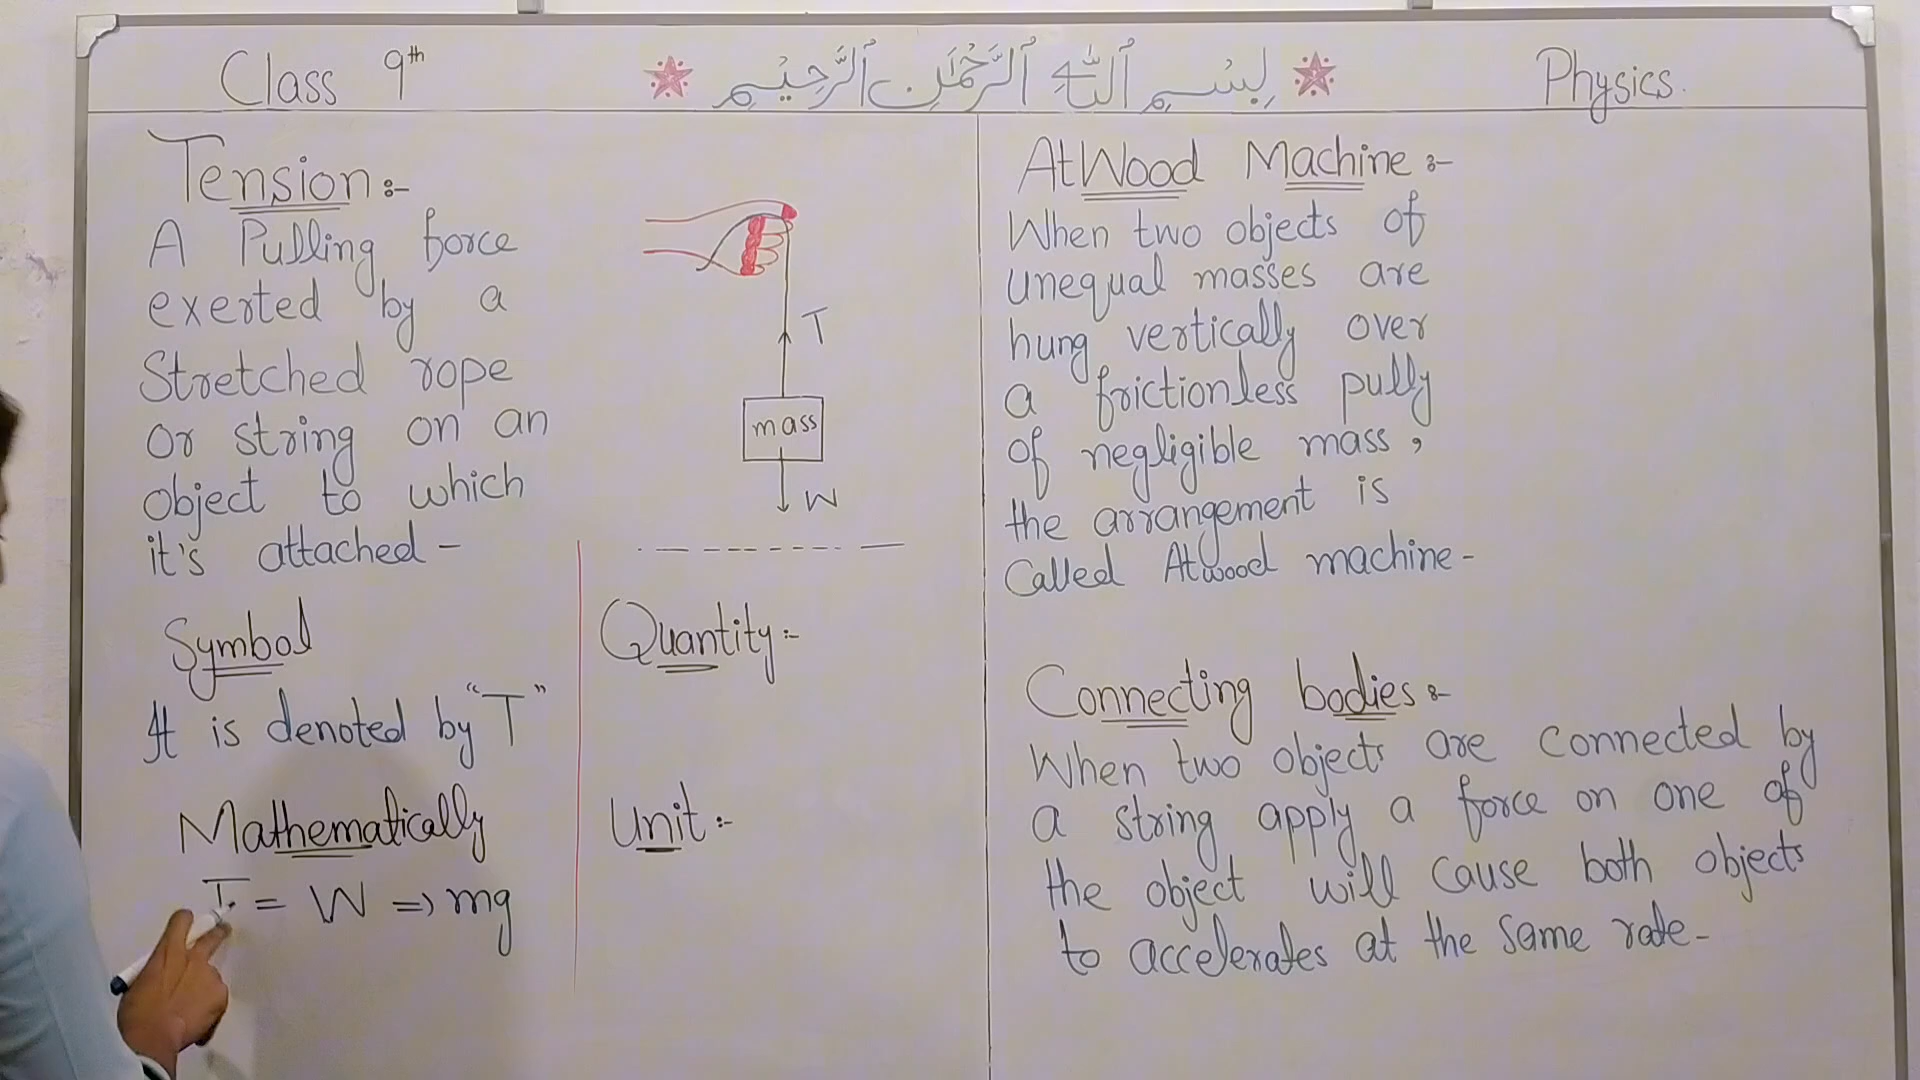 Class 9th
بِسْمِ ٱللَّٰهِ ٱلرَّحْمَٰنِ ٱلرَّحِيْمِ
Physics.
Tension:-
A Pulling force
exerted by a
Stretched rope
Or string on an
object to which
it's attached -
T
mass
W
Symbol
It is denoted by "T"
Mathematically
T = W => mg
Quantity:-
Unit:-
AtWood Machine:-
When two objects of
unequal masses are
hung vertically over
a frictionless pully
of negligible mass,
the arrangement is
Called Atwood machine-
Connecting bodies:-
When two objects are connected by
a string apply a force on one of
the object will cause both objects
to accelerates at the same rate-